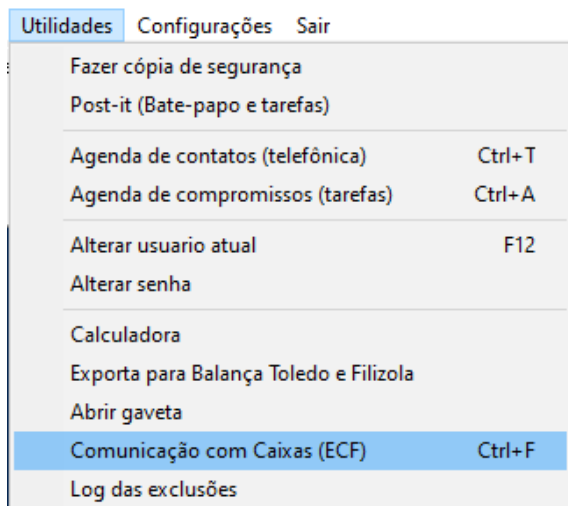 Utilidades Configurações Sair
Fazer cópia de segurança
Post-it (Bate-papo e tarefas)
Agenda de contatos (telefônica) Ctrl+T
Agenda de compromissos (tarefas) Ctrl+A
Alterar usuario atual F12
Alterar senha
Calculadora
Exporta para Balança Toledo e Filizola
Abrir gaveta
Comunicação com Caixas (ECF) Ctrl+F
Log das exclusões